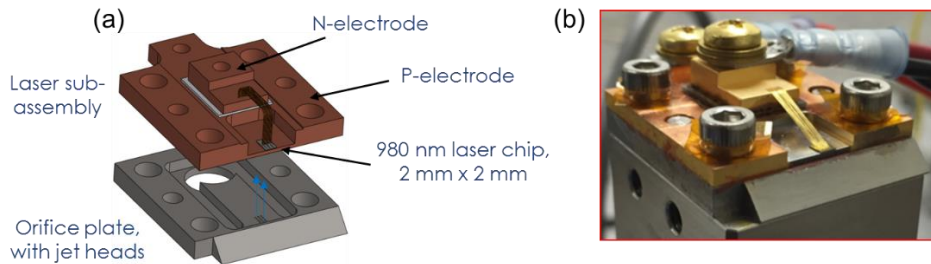 (a)
N-electrode
P-electrode
Laser sub-
assembly
980 nm laser chip,
2 mm x 2 mm
Orifice plate,
with jet heads
(b)